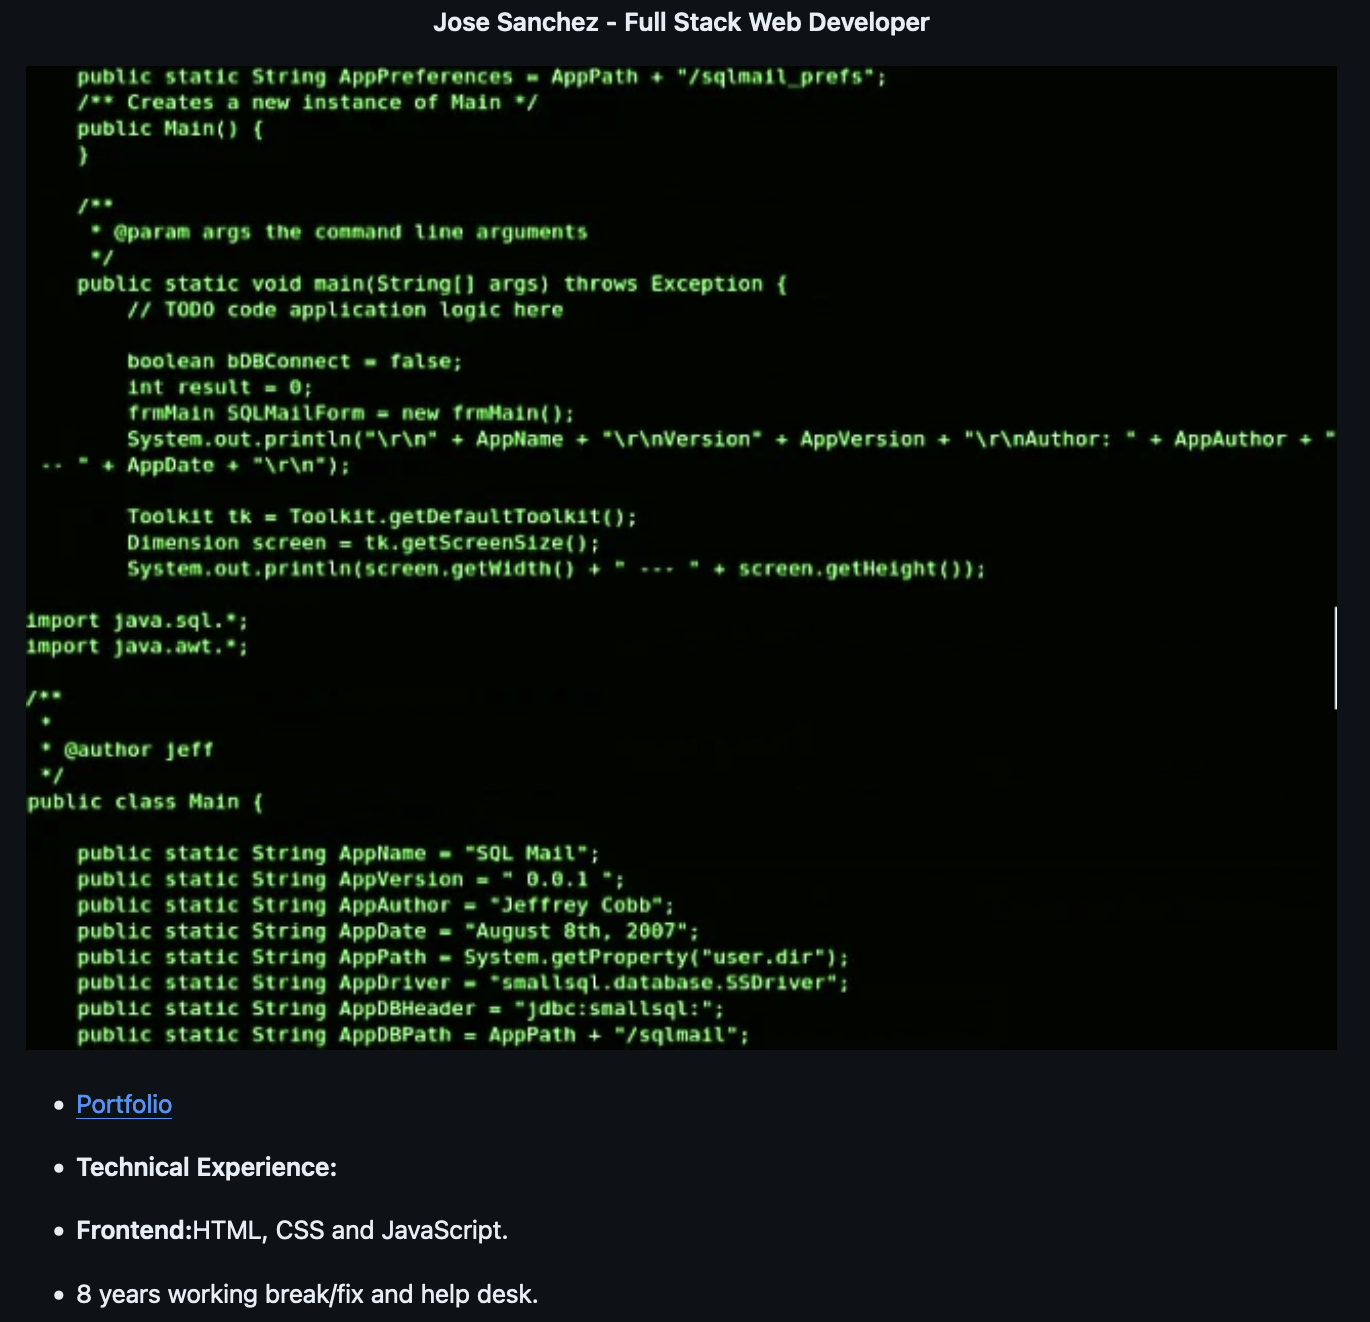 Jose Sanchez - Full Stack Web Developer
public static String AppPreferences = AppPath + "/sqlmail_prefs";
/** Creates a new instance of Main */
public Main() {
}
/**
* @param args the command line arguments
*/
public static void main(String[] args) throws Exception {
// TODO code application logic here
boolean bDBConnect = false;
int result = 0;
frmMain SQLMailForm = new frmMain();
System.out.println("\r\n" + AppName + "\r\nVersion" + AppVersion + "\r\nAuthor: " + AppAuthor + "
-- " + AppDate + "\r\n");
Toolkit tk = Toolkit.getDefaultToolkit();
Dimension screen = tk.getScreenSize();
System.out.println(screen.getWidth() + " --- " + screen.getHeight());
import java.sql.*;
import java.awt.*;
/**
*
* @author jeff
*/
public class Main {
public static String AppName = "SQL Mail";
public static String AppVersion = " 0.0.1 ";
public static String AppAuthor = "Jeffrey Cobb";
public static String AppDate = "August 8th, 2007";
public static String AppPath = System.getProperty("user.dir");
public static String AppDriver = "smallsql.database.SSDriver";
public static String AppDBHeader = "jdbc:smallsql:";
public static String AppDBPath = AppPath + "/sqlmail";
• Portfolio
• Technical Experience:
• Frontend:HTML, CSS and JavaScript.
• 8 years working break/fix and help desk.